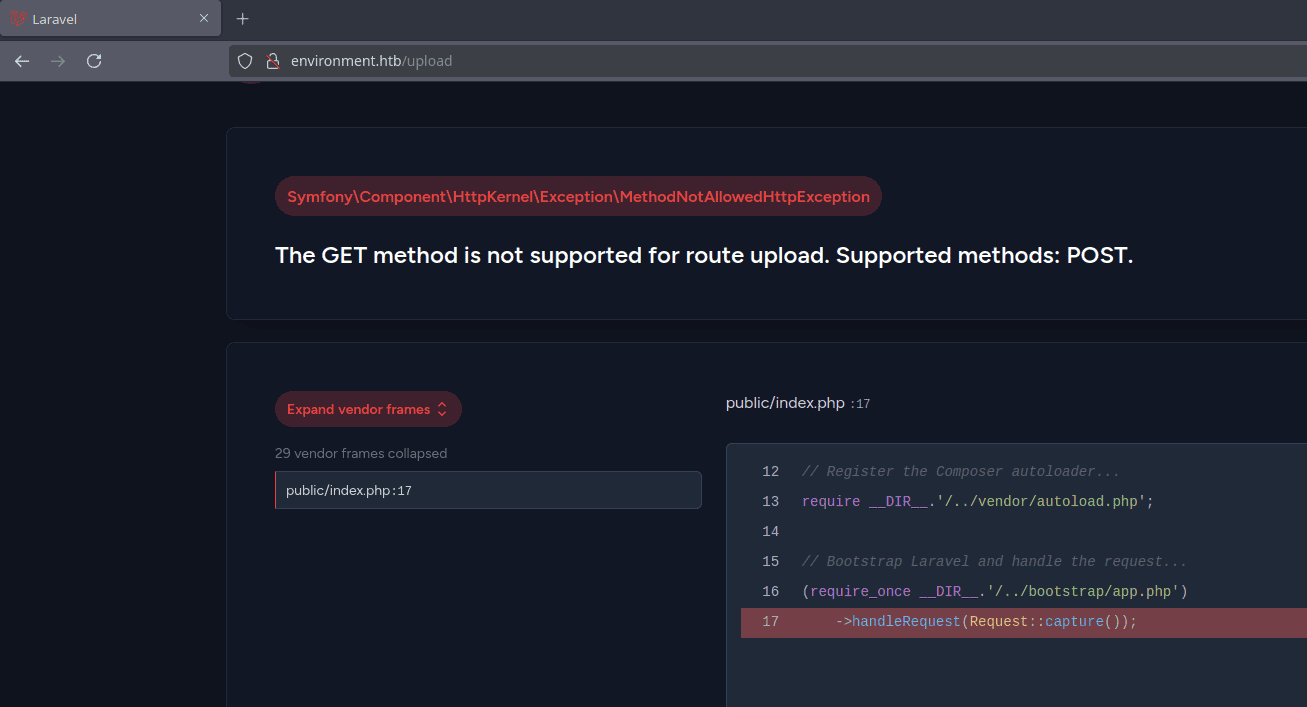 Laravel
environment.htb/upload
Symfony\Component\HttpKernel\Exception\MethodNotAllowedHttpException
The GET method is not supported for route upload. Supported methods: POST.
Expand vendor frames
29 vendor frames collapsed
public/index.php:17
public/index.php :17
12 // Register the Composer autoloader...
13 require __DIR__.'/../vendor/autoload.php';
14
15 // Bootstrap Laravel and handle the request...
16 (require_once __DIR__.'/../bootstrap/app.php')
17     ->handleRequest(Request::capture());